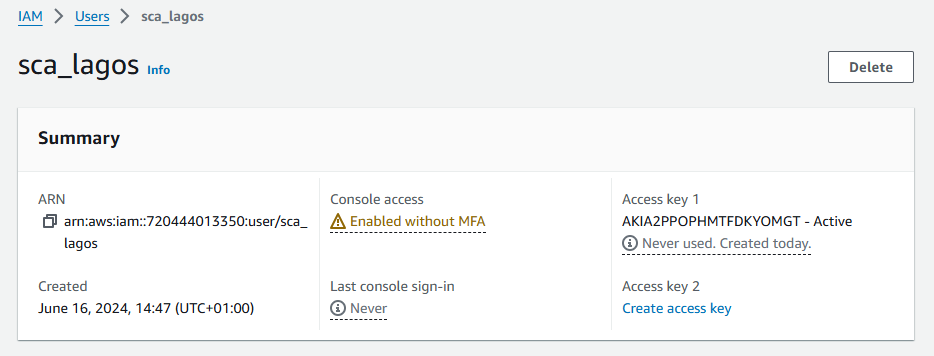 IAM > Users > sca_lagos
sca_lagos Info
Delete
Summary
ARN
arn:aws:iam::720444013350:user/sca_
lagos
Created
June 16, 2024, 14:47 (UTC+01:00)
Console access
Enabled without MFA
Last console sign-in
Never
Access key 1
AKIA2PPOPHMTFDKYOMGT - Active
Never used. Created today.
Access key 2
Create access key